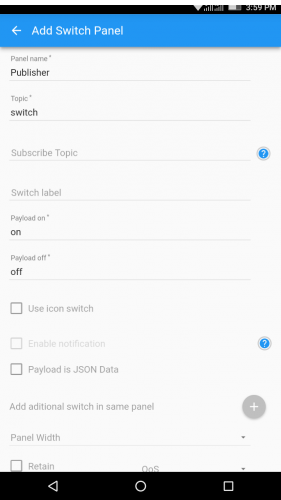 3:59 PM
Add Switch Panel
Panel name *
Publisher
Topic *
switch
Subscribe Topic
?
Switch label
Payload on *
on
Payload off *
off
Use icon switch
Enable notification
?
Payload is JSON Data
Add aditional switch in same panel
+
Panel Width
Retain QoS